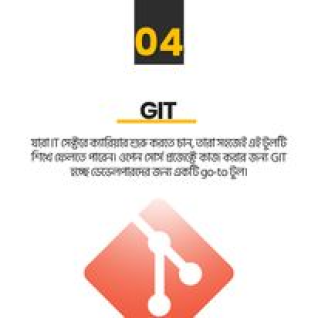 04
GIT
যারা IT সেক্টরে ক্যারিয়ার শুরু করতে চান, তারা সহজেই এই টুলটি
শিখে ফেলতে পারেন। ওপেন সোর্স প্রজেক্টে কাজ করার জন্য GIT
হচ্ছে ডেভেলপারদের জন্য একটি go-to টুল।